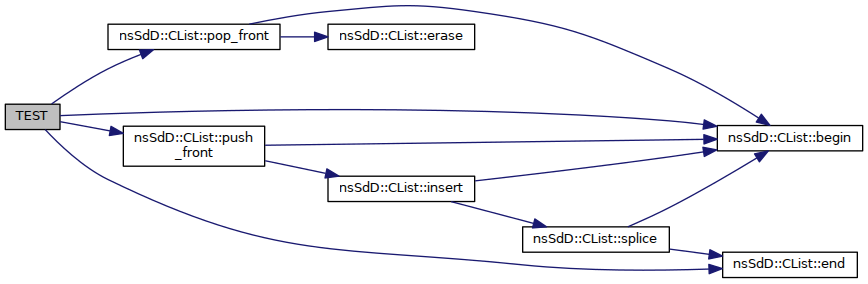 nsSdD::CList::pop_front
nsSdD::CList::erase
TEST
nsSdD::CList::push
_front
nsSdD::CList::begin
nsSdD::CList::insert
nsSdD::CList::splice
nsSdD::CList::end